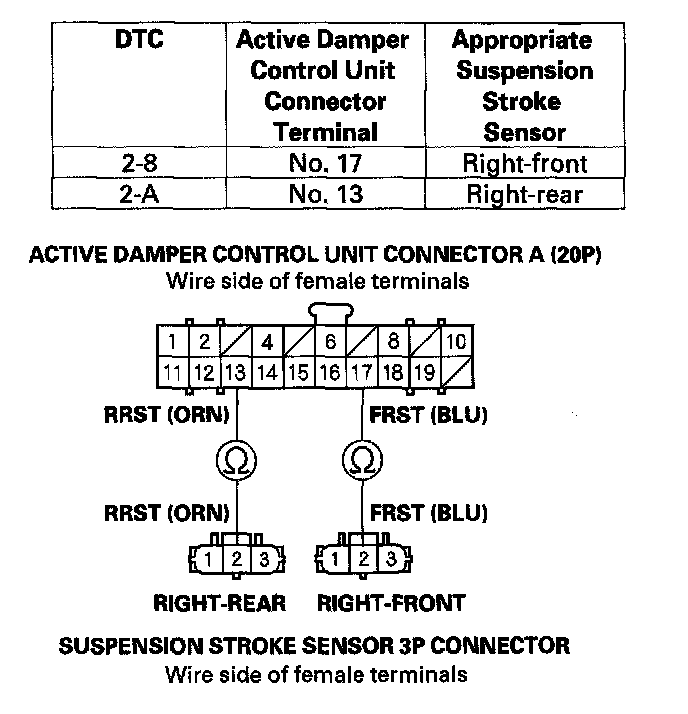 DTC Active Damper Control Unit Connector Terminal Appropriate Suspension Stroke Sensor
2-8 No. 17 Right-front
2-A No. 13 Right-rear
ACTIVE DAMPER CONTROL UNIT CONNECTOR A (20P)
Wire side of female terminals
1 2 4 6 8 10
11 12 13 14 15 16 17 18 19
RRST (ORN) FRST (BLU)
Ω Ω
RRST (ORN) FRST (BLU)
1 2 3 1 2 3
RIGHT-REAR RIGHT-FRONT
SUSPENSION STROKE SENSOR 3P CONNECTOR
Wire side of female terminals